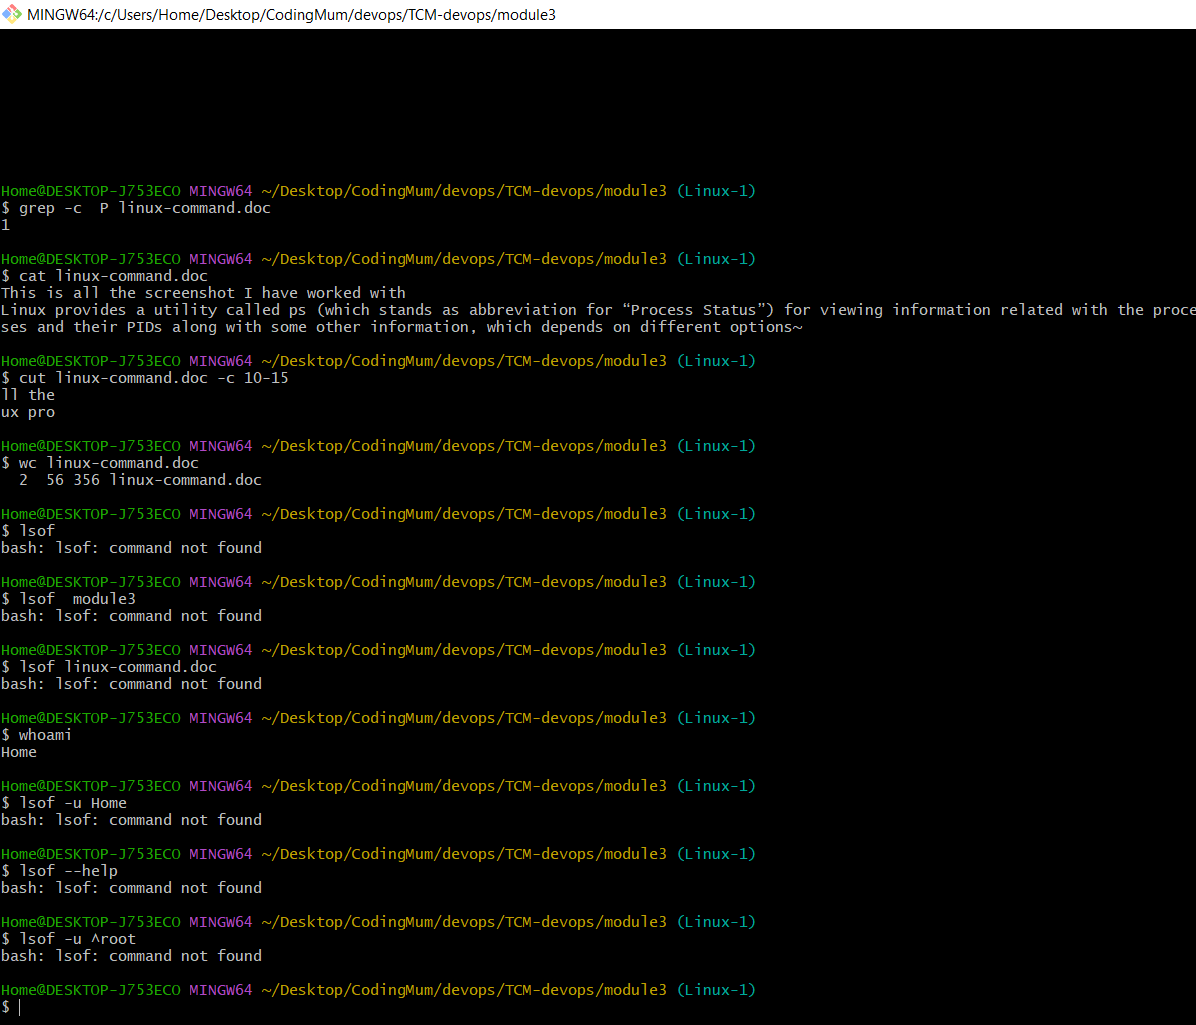 MINGW64:/c/Users/Home/Desktop/CodingMum/devops/TCM-devops/module3
Home@DESKTOP-J753ECO MINGW64 ~/Desktop/CodingMum/devops/TCM-devops/module3 (Linux-1)
$ grep -c  P linux-command.doc
1
Home@DESKTOP-J753ECO MINGW64 ~/Desktop/CodingMum/devops/TCM-devops/module3 (Linux-1)
$ cat linux-command.doc
This is all the screenshot I have worked with
Linux provides a utility called ps (which stands as abbreviation for “Process Status”) for viewing information related with the proce
ses and their PIDs along with some other information, which depends on different options~
Home@DESKTOP-J753ECO MINGW64 ~/Desktop/CodingMum/devops/TCM-devops/module3 (Linux-1)
$ cut linux-command.doc -c 10-15
ll the
ux pro
Home@DESKTOP-J753ECO MINGW64 ~/Desktop/CodingMum/devops/TCM-devops/module3 (Linux-1)
$ wc linux-command.doc
  2  56 356 linux-command.doc
Home@DESKTOP-J753ECO MINGW64 ~/Desktop/CodingMum/devops/TCM-devops/module3 (Linux-1)
$ lsof
bash: lsof: command not found
Home@DESKTOP-J753ECO MINGW64 ~/Desktop/CodingMum/devops/TCM-devops/module3 (Linux-1)
$ lsof  module3
bash: lsof: command not found
Home@DESKTOP-J753ECO MINGW64 ~/Desktop/CodingMum/devops/TCM-devops/module3 (Linux-1)
$ lsof linux-command.doc
bash: lsof: command not found
Home@DESKTOP-J753ECO MINGW64 ~/Desktop/CodingMum/devops/TCM-devops/module3 (Linux-1)
$ whoami
Home
Home@DESKTOP-J753ECO MINGW64 ~/Desktop/CodingMum/devops/TCM-devops/module3 (Linux-1)
$ lsof -u Home
bash: lsof: command not found
Home@DESKTOP-J753ECO MINGW64 ~/Desktop/CodingMum/devops/TCM-devops/module3 (Linux-1)
$ lsof --help
bash: lsof: command not found
Home@DESKTOP-J753ECO MINGW64 ~/Desktop/CodingMum/devops/TCM-devops/module3 (Linux-1)
$ lsof -u ^root
bash: lsof: command not found
Home@DESKTOP-J753ECO MINGW64 ~/Desktop/CodingMum/devops/TCM-devops/module3 (Linux-1)
$